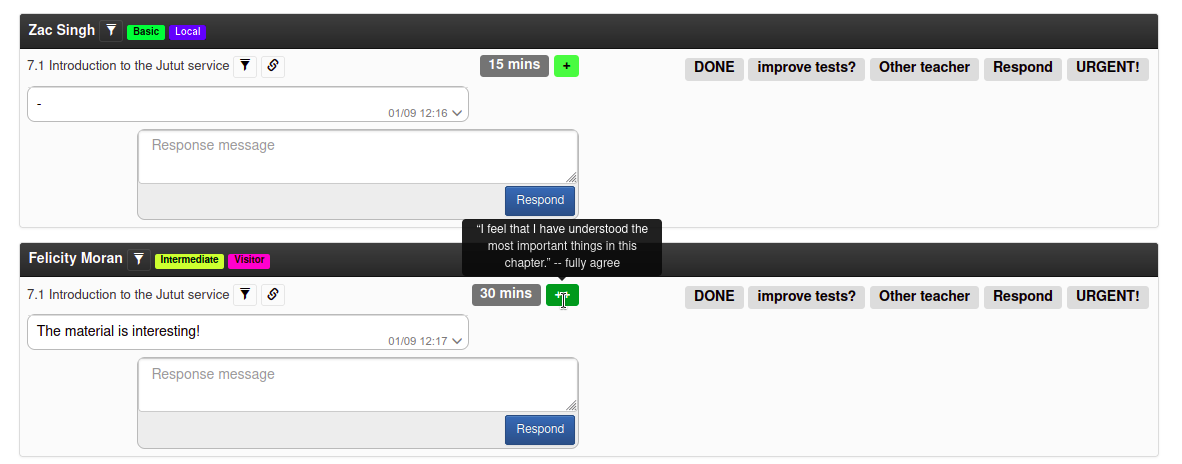 Zac Singh Basic Local
7.1 Introduction to the Jutut service 15 mins + DONE improve tests? Other teacher Respond URGENT!
-
01/09 12:16
Response message
Respond
“I feel that I have understood the
most important things in this
chapter.” -- fully agree
Felicity Moran Intermediate Visitor
7.1 Introduction to the Jutut service 30 mins ++ DONE improve tests? Other teacher Respond URGENT!
The material is interesting!
01/09 12:17
Response message
Respond